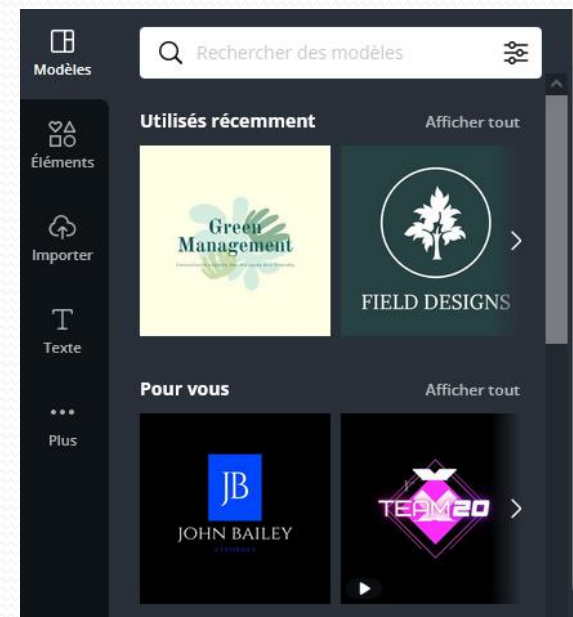 Modèles
Rechercher des modèles
Éléments
Importer
Texte
Plus
Utilisés récemment
Afficher tout
Green
Management
FIELD DESIGNS
Pour vous
Afficher tout
JB
JOHN BAILEY
ATTORNEY
TEAM20